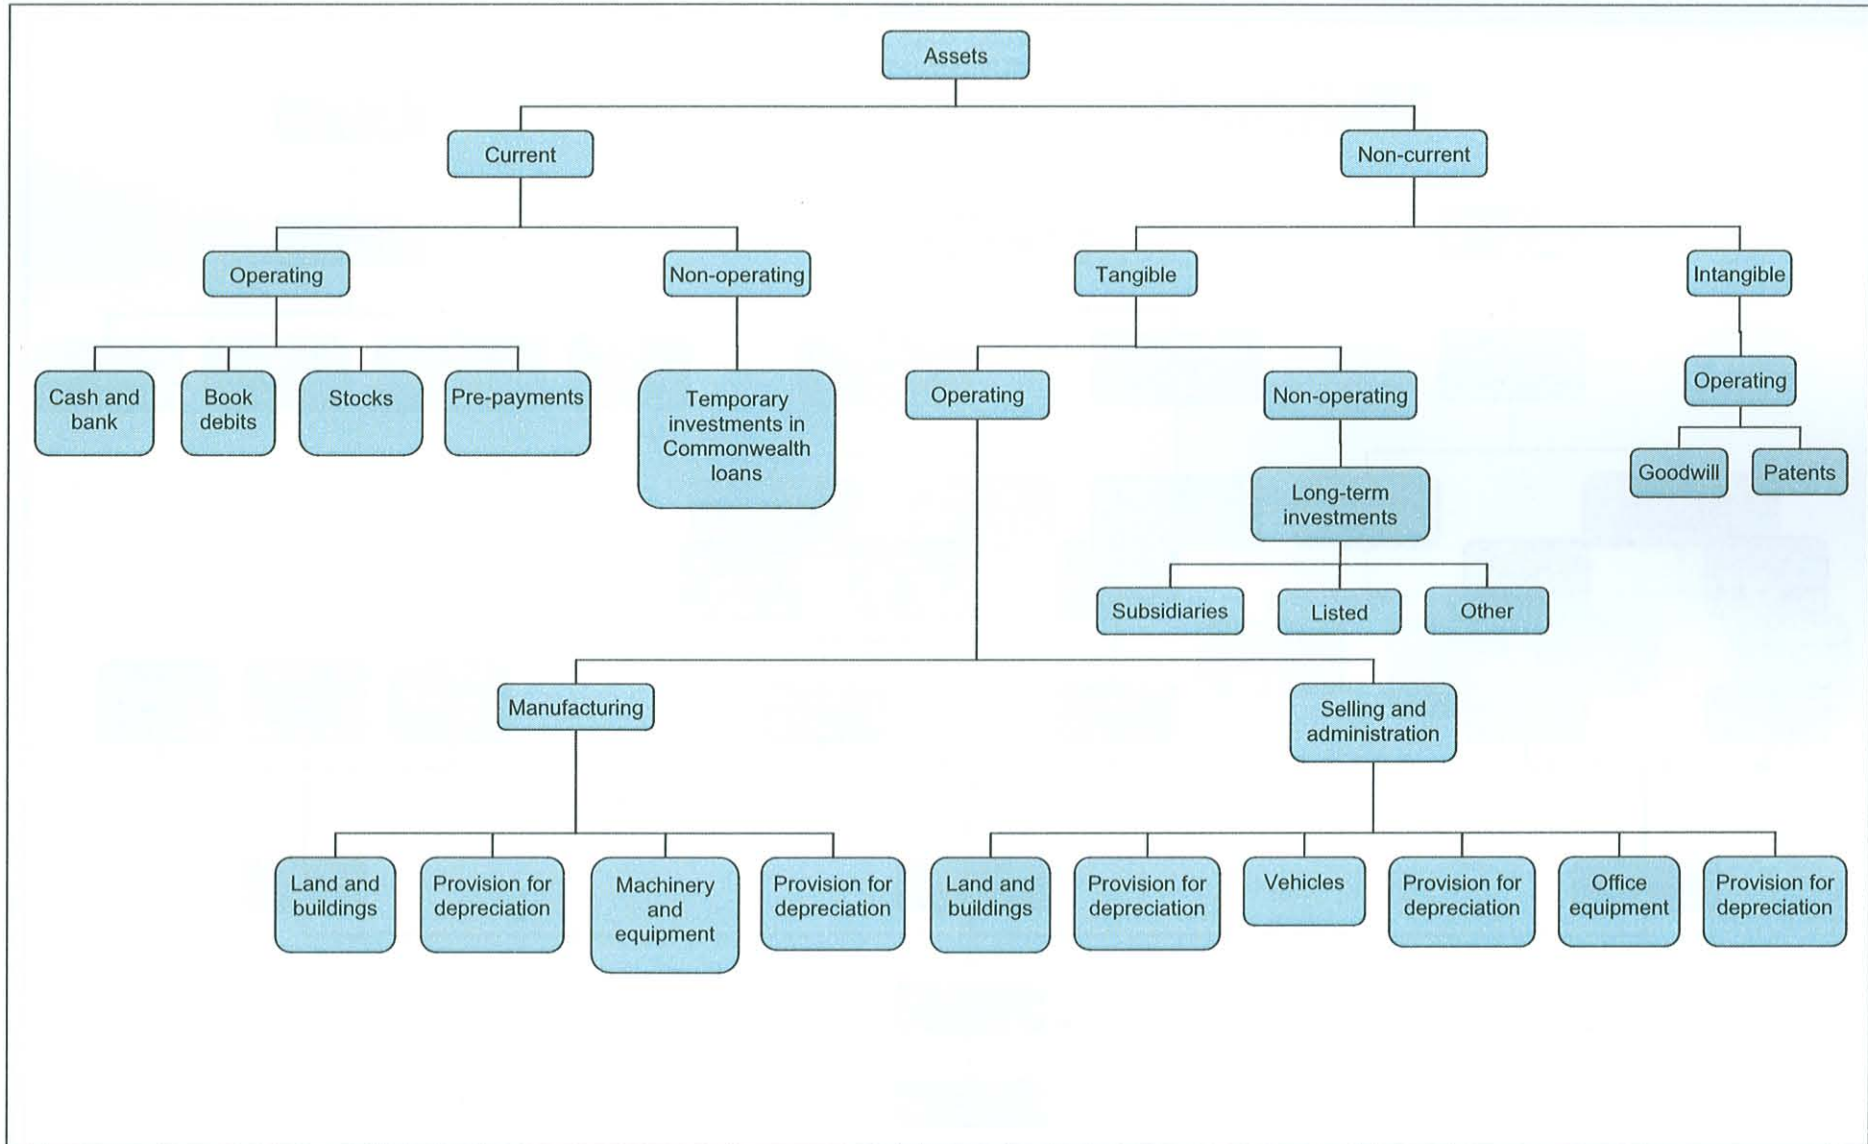 Assets
Current
Non-current
Operating
Non-operating
Tangible
Intangible
Cash and
bank
Book
debits
Stocks
Pre-payments
Temporary
investments in
Commonwealth
loans
Operating
Non-operating
Operating
Goodwill
Patents
Long-term
investments
Subsidiaries
Listed
Other
Manufacturing
Selling and
administration
Land and
buildings
Provision for
depreciation
Machinery
and
equipment
Provision for
depreciation
Land and
buildings
Provision for
depreciation
Vehicles
Provision for
depreciation
Office
equipment
Provision for
depreciation